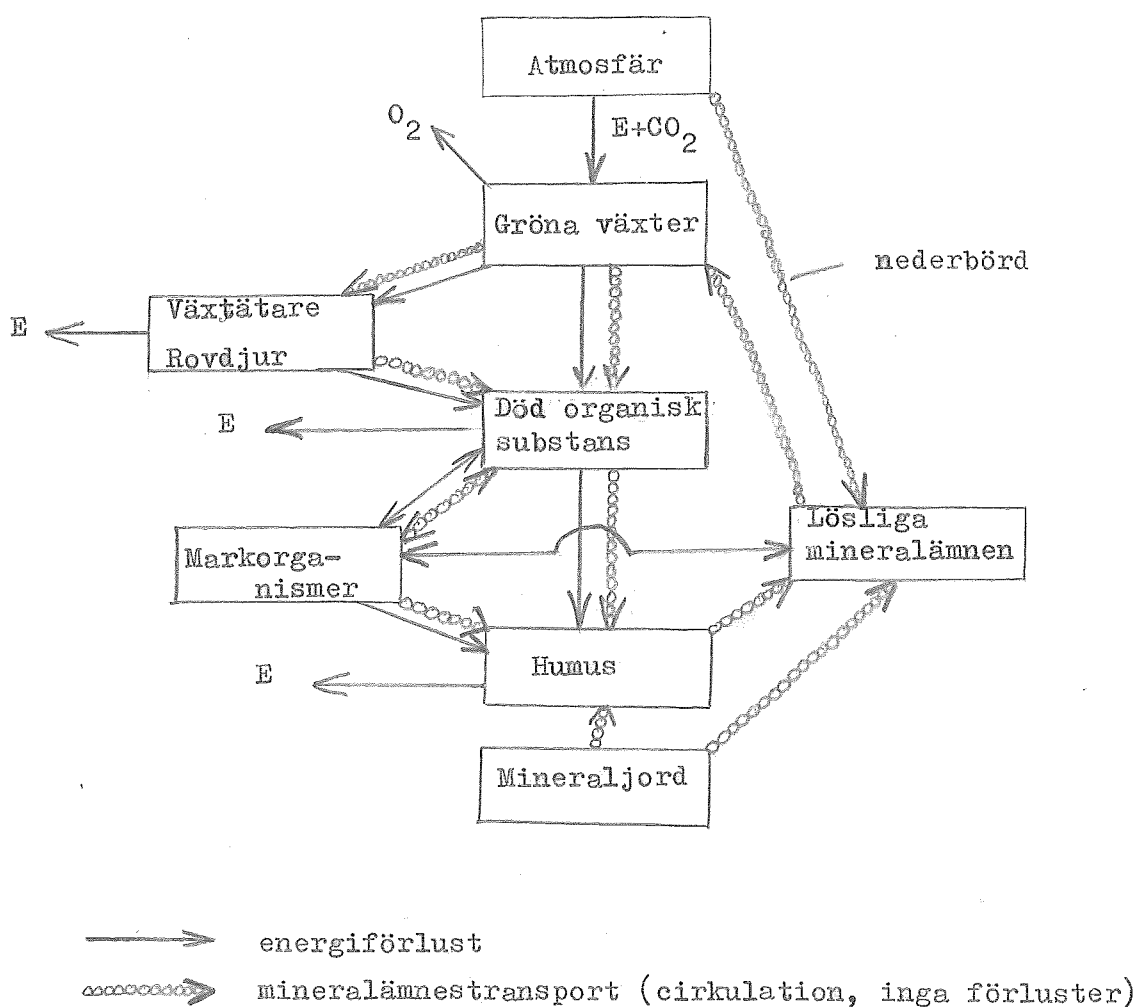 Atmosfär
O2
E+CO2
Gröna växter
nederbörd
Växtätare
E
Rovdjur
Död organisk
E
substans
Lösliga
mineralämnen
Markorga-
nismer
E
Humus
Mineraljord
energiförlust
mineralämnestransport (cirkulation, inga förluster)